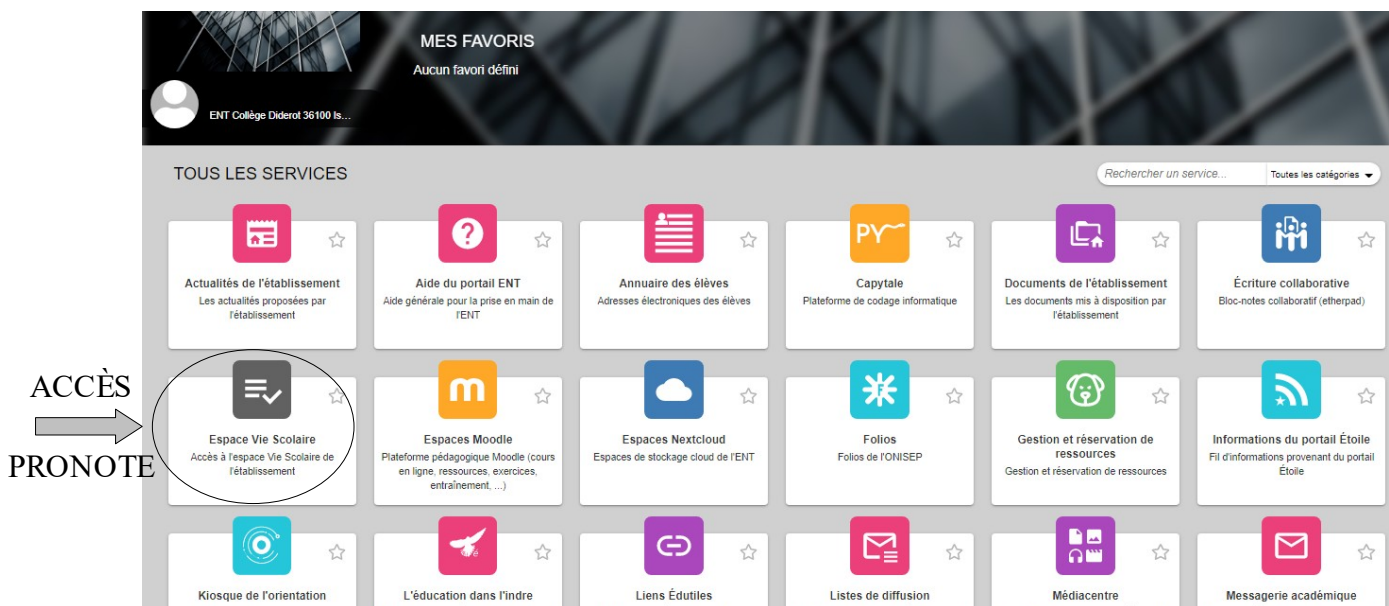 MES FAVORIS
Aucun favori défini
ENT Collège Diderot 36100 Is...
TOUS LES SERVICES
Rechercher un service...
Toutes les catégories
Actualités de l'établissement
Les actualités proposées par
l'établissement
?
Aide du portail ENT
Aide générale pour la prise en main de
l'ENT
Annuaire des élèves
Adresses électroniques des élèves
PY
Capytale
Plateforme de codage informatique
Documents de l'établissement
Les documents mis à disposition par
l'établissement
Écriture collaborative
Bloc-notes collaboratif (etherpad)
ACCÈS
PRONOTE
Espace Vie Scolaire
Accès à l'espace Vie Scolaire de
l'établissement
m
Espaces Moodle
Plateforme pédagogique Moodle (cours
en ligne, ressources, exercices,
entraînement, ...)
Espaces Nextcloud
Espaces de stockage cloud de l'ENT
Folios
Folios de l'ONISEP
Gestion et réservation de
ressources
Gestion et réservation de ressources
Informations du portail Étoile
Fil d'informations provenant du portail
Étoile
Kiosque de l'orientation
L'éducation dans l'indre
Liens Édutiles
Listes de diffusion
Médiacentre
Messagerie académique